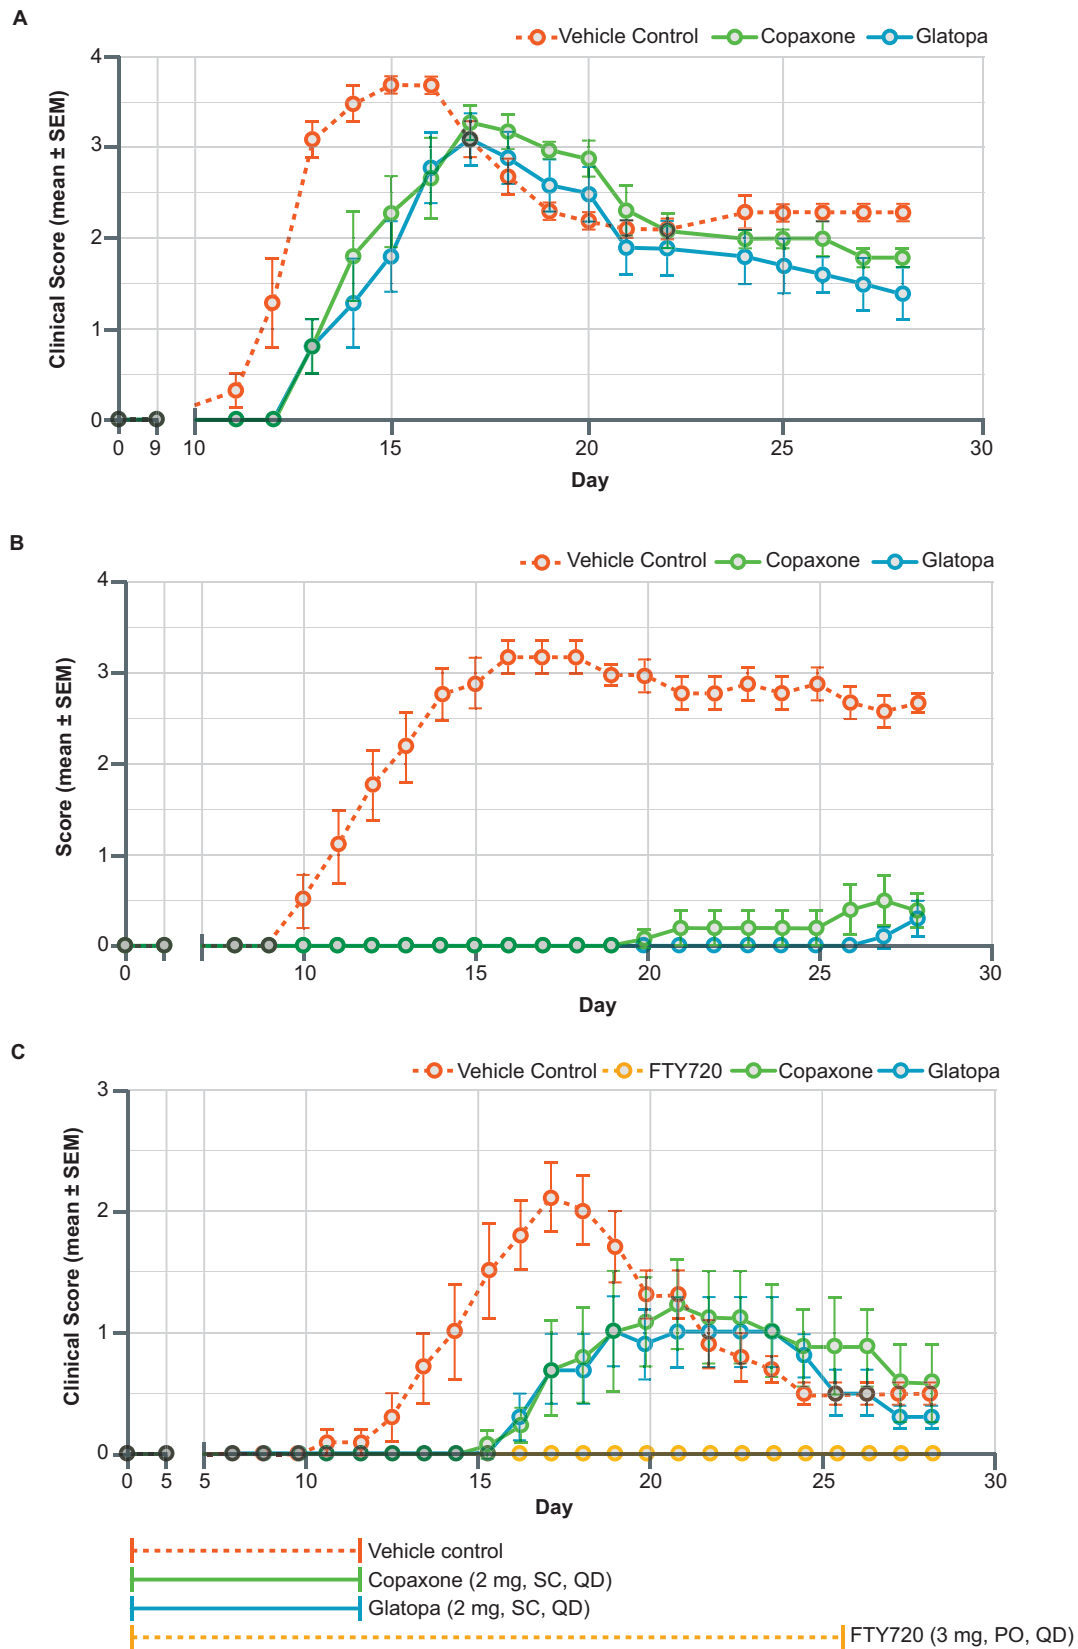 A
Vehicle Control Copaxone Glatopa
Clinical Score (mean ± SEM)
4
3
2
1
0
0 9 10 15 20 25 30
Day
B
Vehicle Control Copaxone Glatopa
Score (mean ± SEM)
4
3
2
1
0
0 10 15 20 25 30
Day
C
Vehicle Control FTY720 Copaxone Glatopa
Clinical Score (mean ± SEM)
3
2
1
0
0 5 5 10 15 20 25 30
Day
Vehicle control
Copaxone (2 mg, SC, QD)
Glatopa (2 mg, SC, QD)
FTY720 (3 mg, PO, QD)